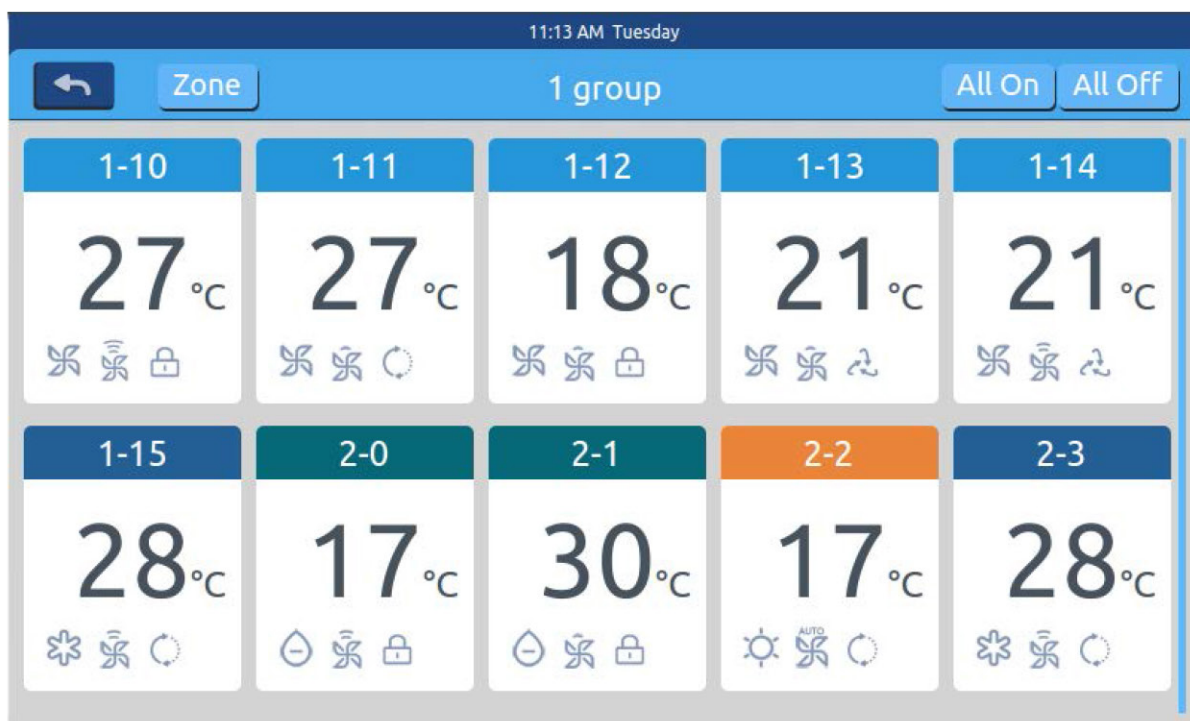 11:13 AM Tuesday
Zone 1 group All On All Off
1-10 1-11 1-12 1-13 1-14
27°C 27°C 18°C 21°C 21°C
1-15 2-0 2-1 2-2 2-3
28°C 17°C 30°C 17°C 28°C
AUTO